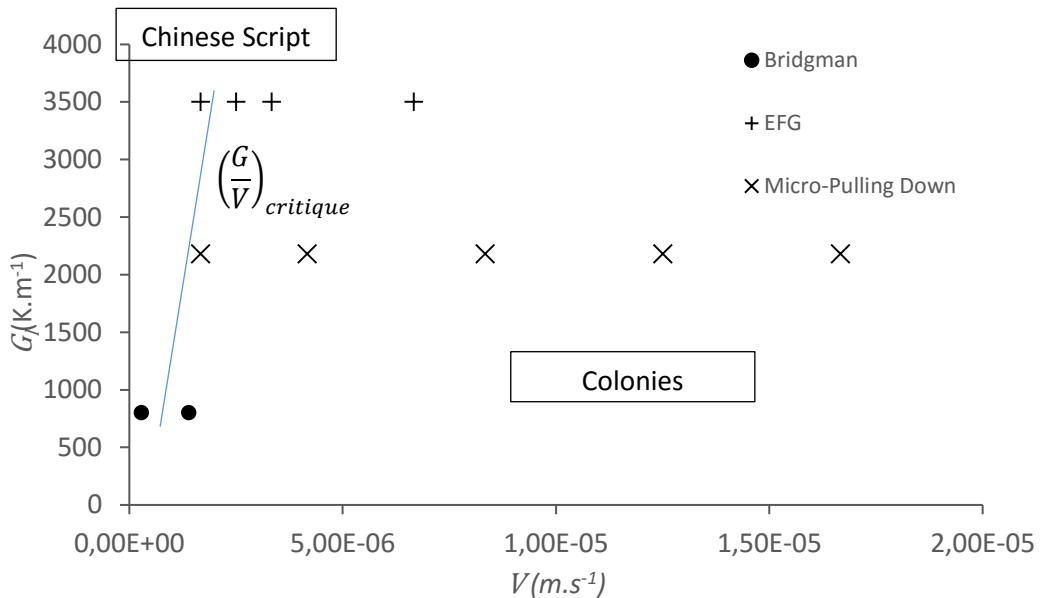 Chinese Script
4000
3500
3000
2500
2000
1500
1000
500
0
G_l(K.m⁻¹)
(G/V)critique
Colonies
Bridgman
EFG
Micro-Pulling Down
0,00E+00 5,00E-06 1,00E-05 1,50E-05 2,00E-05
V(m.s⁻¹)